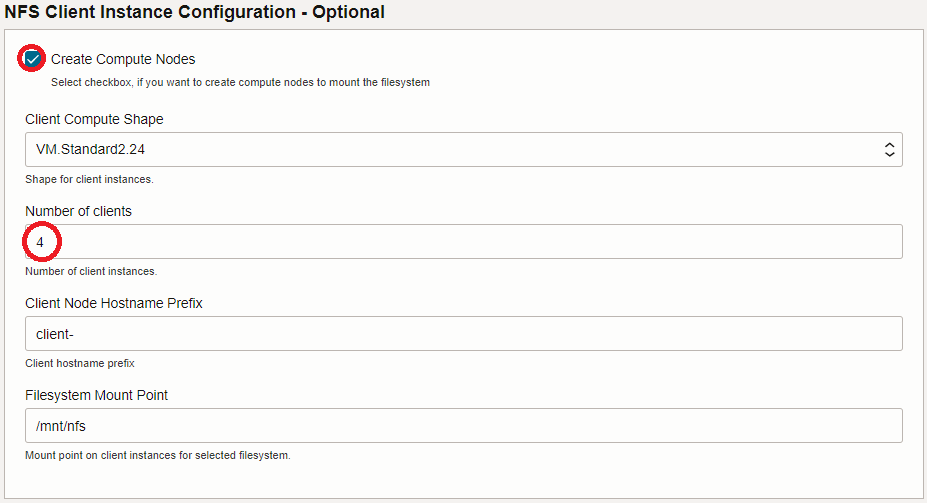 NFS Client Instance Configuration - Optional
Create Compute Nodes
Select checkbox, if you want to create compute nodes to mount the filesystem
Client Compute Shape
VM.Standard2.24
Shape for client instances.
Number of clients
4
Number of client instances.
Client Node Hostname Prefix
client-
Client hostname prefix
Filesystem Mount Point
/mnt/nfs
Mount point on client instances for selected filesystem.